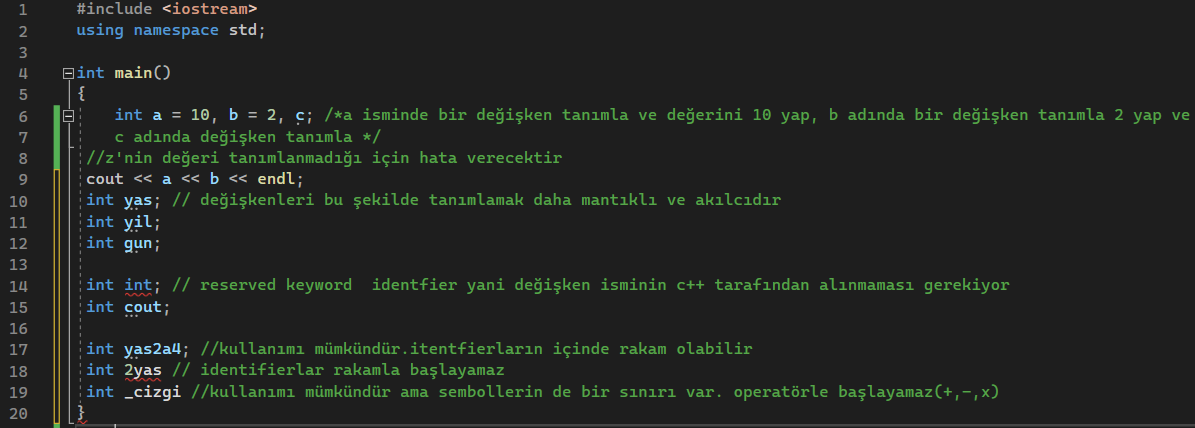 1 #include <iostream>
2 using namespace std;
3
4 int main()
5 {
6 int a = 10, b = 2, c; /*a isminde bir değişken tanımla ve değerini 10 yap, b adında bir değişken tanımla 2 yap ve
7 c adında değişken tanımla */
8 //z'nin değeri tanımlanmadığı için hata verecektir
9 cout << a << b << endl;
10 int yas; // değişkenleri bu şekilde tanımlamak daha mantıklı ve akılcıdır
11 int yil;
12 int gun;
13
14 int int; // reserved keyword  identfier yani değişken isminin c++ tarafından alınmaması gerekiyor
15 int cout;
16
17 int yas2a4; //kullanımı mümkündür.itentfierların içinde rakam olabilir
18 int 2yas // identifierlar rakamla başlayamaz
19 int _cizgi //kullanımı mümkündür ama sembollerin de bir sınırı var. operatörle başlayamaz(+,-,x)
20 }